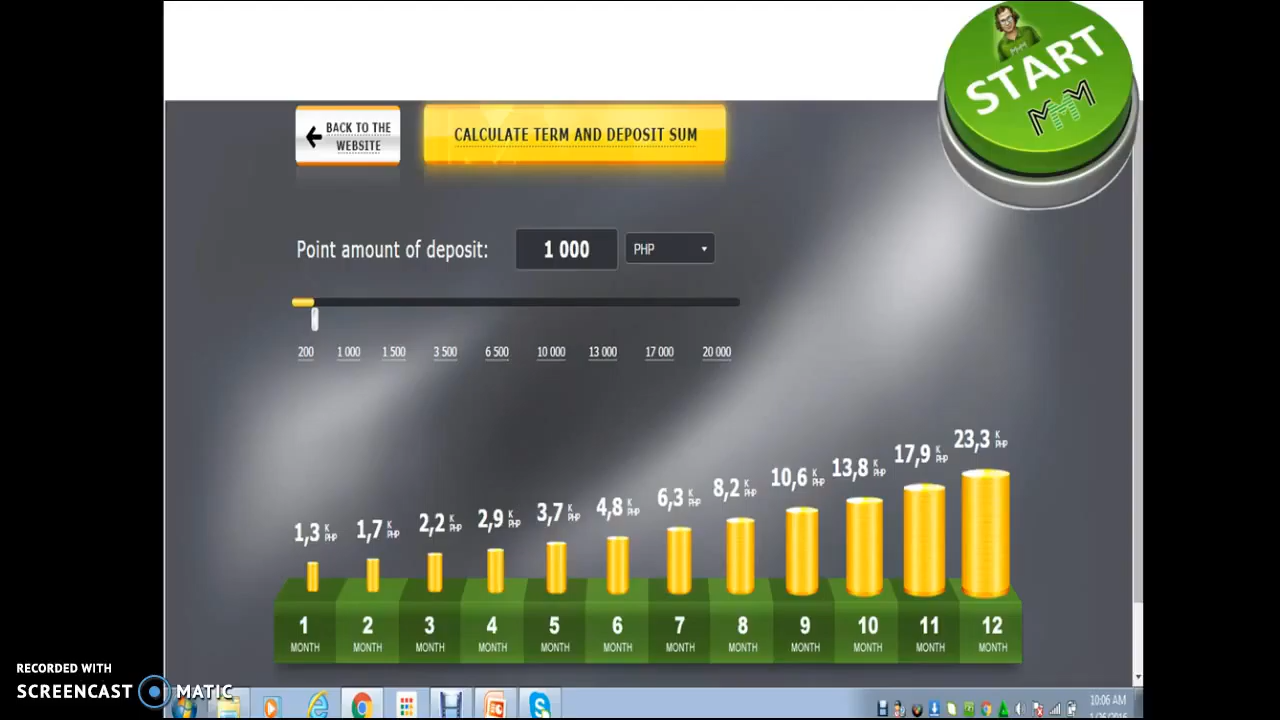 START
MMM
BACK TO THE
WEBSITE
CALCULATE TERM AND DEPOSIT SUM
Point amount of deposit: 1 000 PHP
200 1 000 1 500 3 500 6 500 10 000 13 000 17 000 20 000
1,3 K PHP 1,7 K PHP 2,2 K PHP 2,9 K PHP 3,7 K PHP 4,8 K PHP 6,3 K PHP 8,2 K PHP 10,6 K PHP 13,8 K PHP 17,9 K PHP 23,3 K PHP
1 2 3 4 5 6 7 8 9 10 11 12
MONTH MONTH MONTH MONTH MONTH MONTH MONTH MONTH MONTH MONTH MONTH MONTH
RECORDED WITH
SCREENCAST MATIC
10:06 AM